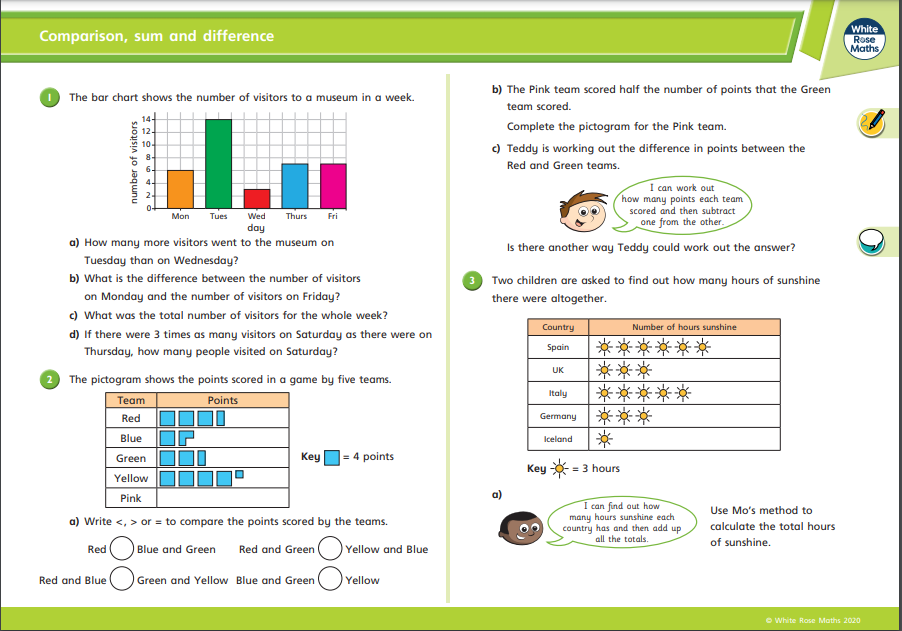 Comparison, sum and difference
White
Rose
Maths
1 The bar chart shows the number of visitors to a museum in a week.
number of visitors
14
12
10
8
6
4
2
0
Mon Tues Wed Thurs Fri
day
a) How many more visitors went to the museum on
Tuesday than on Wednesday?
b) What is the difference between the number of visitors
on Monday and the number of visitors on Friday?
c) What was the total number of visitors for the whole week?
d) If there were 3 times as many visitors on Saturday as there were on
Thursday, how many people visited on Saturday?
2 The pictogram shows the points scored in a game by five teams.
Team Points
Red
Blue
Green
Yellow
Pink
Key = 4 points
a) Write <, > or = to compare the points scored by the teams.
Red Blue and Green Red and Green Yellow and Blue
Red and Blue Green and Yellow Blue and Green Yellow
b) The Pink team scored half the number of points that the Green
team scored.
Complete the pictogram for the Pink team.
c) Teddy is working out the difference in points between the
Red and Green teams.
I can work out
how many points each team
scored and then subtract
one from the other.
Is there another way Teddy could work out the answer?
3 Two children are asked to find out how many hours of sunshine
there were altogether.
Country Number of hours sunshine
Spain
UK
Italy
Germany
Iceland
Key = 3 hours
a)
I can find out how
many hours sunshine each
country has and then add up
all the totals.
Use Mo's method to
calculate the total hours
of sunshine.
© White Rose Maths 2020